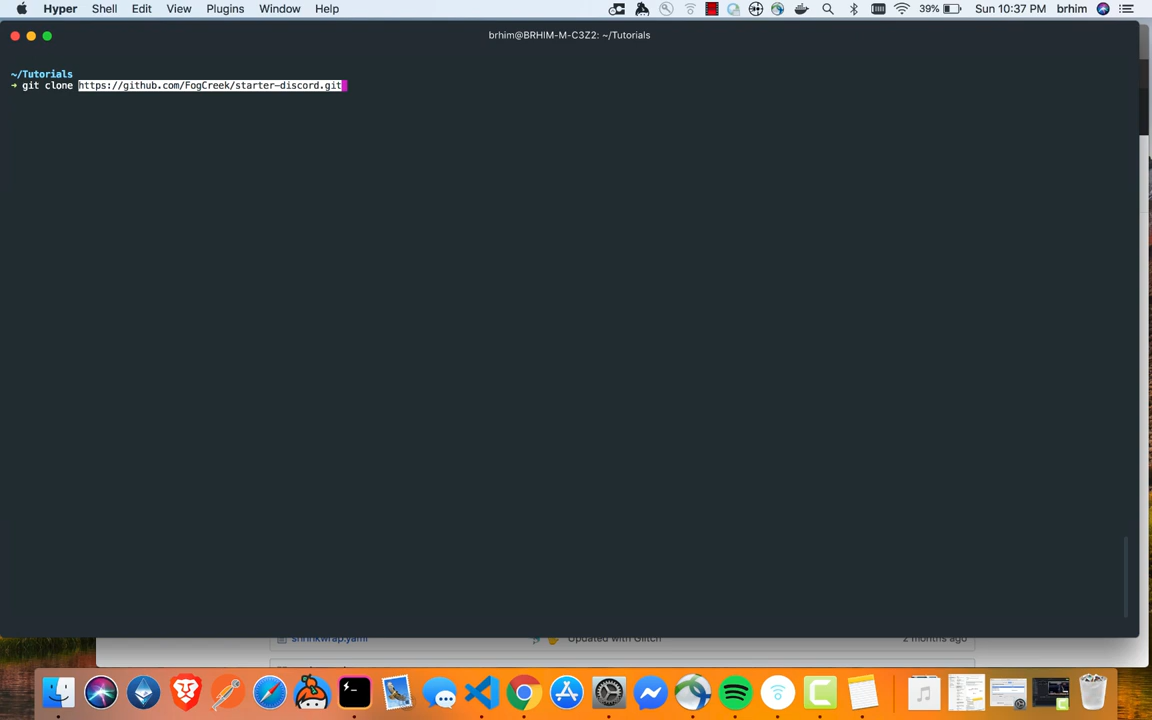 Hyper Shell Edit View Plugins Window Help 39% Sun 10:37 PM brhim
brhim@BRHIM-M-C3Z2: ~/Tutorials
~/Tutorials
→ git clone https://github.com/FogCreek/starter-discord.git
shrinkwrap.yaml Updated with Glitch 2 months ago